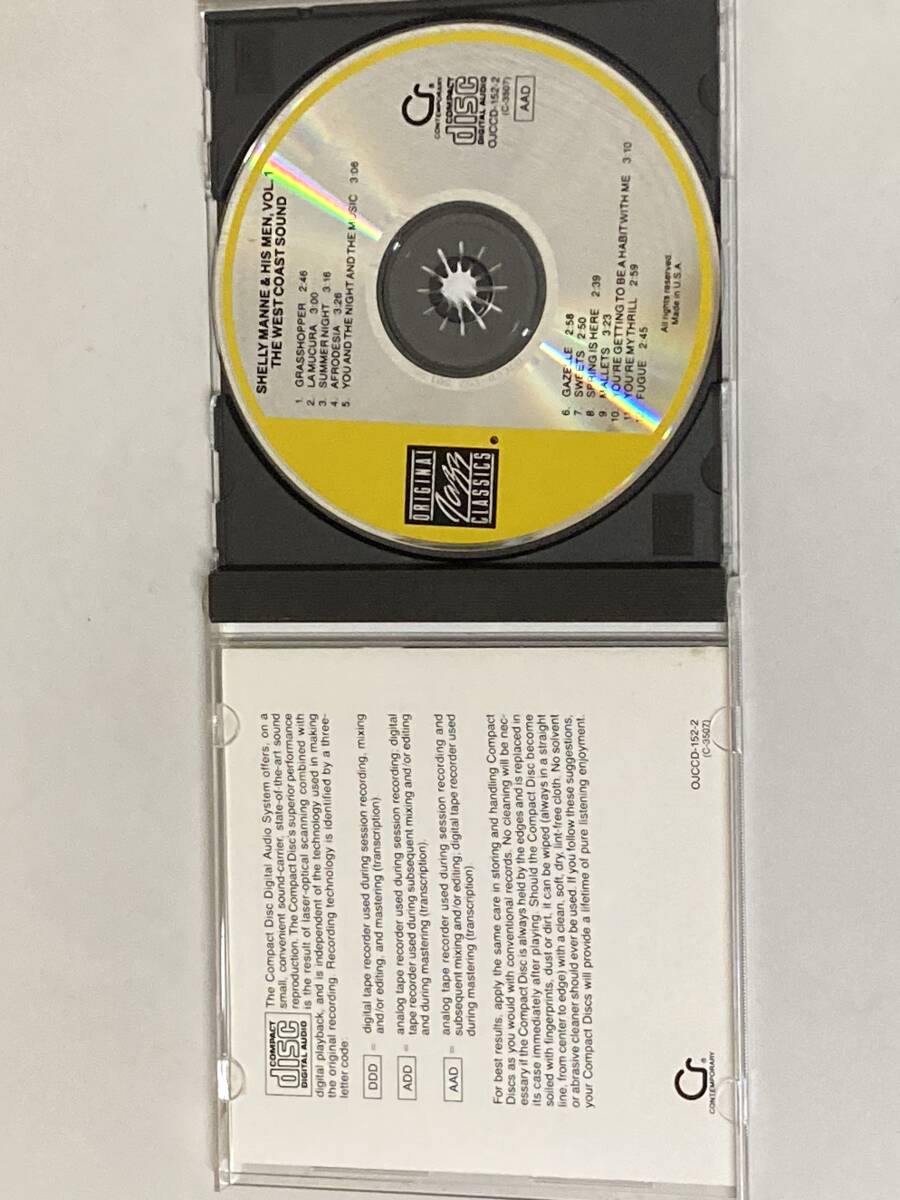 The Compact Disc Digital Audio System offers, on a
small, convenient sound-carrier, state-of-the-art sound
reproduction. The Compact Disc's superior performance
is the result of laser-optical scanning combined with
digital playback, and is independent of the technology used in making
the original recording. Recording technology is identified by a three-
letter code:
COMPACT
disc
DIGITAL AUDIO
DDD = digital tape recorder used during session recording, mixing
and/or editing, and mastering (transcription).
ADD = analog tape recorder used during session recording; digital
tape recorder used during subsequent mixing and/or editing
and during mastering (transcription).
AAD = analog tape recorder used during session recording and
subsequent mixing and/or editing; digital tape recorder used
during mastering (transcription).
For best results, apply the same care in storing and handling Compact
Discs as you would with conventional records. No cleaning will be nec-
essary if the Compact Disc is always held by the edges and is replaced in
its case immediately after playing. Should the Compact Disc become
soiled with fingerprints, dust or dirt, it can be wiped (always in a straight
line, from center to edge) with a clean, soft, dry, lint-free cloth. No solvent
or abrasive cleaner should ever be used. If you follow these suggestions,
your Compact Discs will provide a lifetime of pure listening enjoyment.
CONTEMPORARY
OJCCD-152-2
(C-3507)
SHELLY MANNE & HIS MEN, VOL. 1
THE WEST COAST SOUND
1. GRASSHOPPER 2:46
2. LA MUCURA 3:00
3. SUMMER NIGHT 3:16
4. AFRODESIA 3:26
5. YOU AND THE NIGHT AND THE MUSIC 3:06
ORIGINAL
Jazz
CLASSICS
CONTEMPORARY
COMPACT
disc
DIGITAL AUDIO
OJCCD-152-2
(C-3507)
AAD
6. GAZELLE 2:58
7. SWEETS 2:50
8. SPRING IS HERE 2:39
9. MALLETS 3:23
10. YOU'RE GETTING TO BE A HABIT WITH ME 3:10
11. YOU'RE MY THRILL 2:59
12. FUGUE 2:45
All rights reserved.
Made in U.S.A.